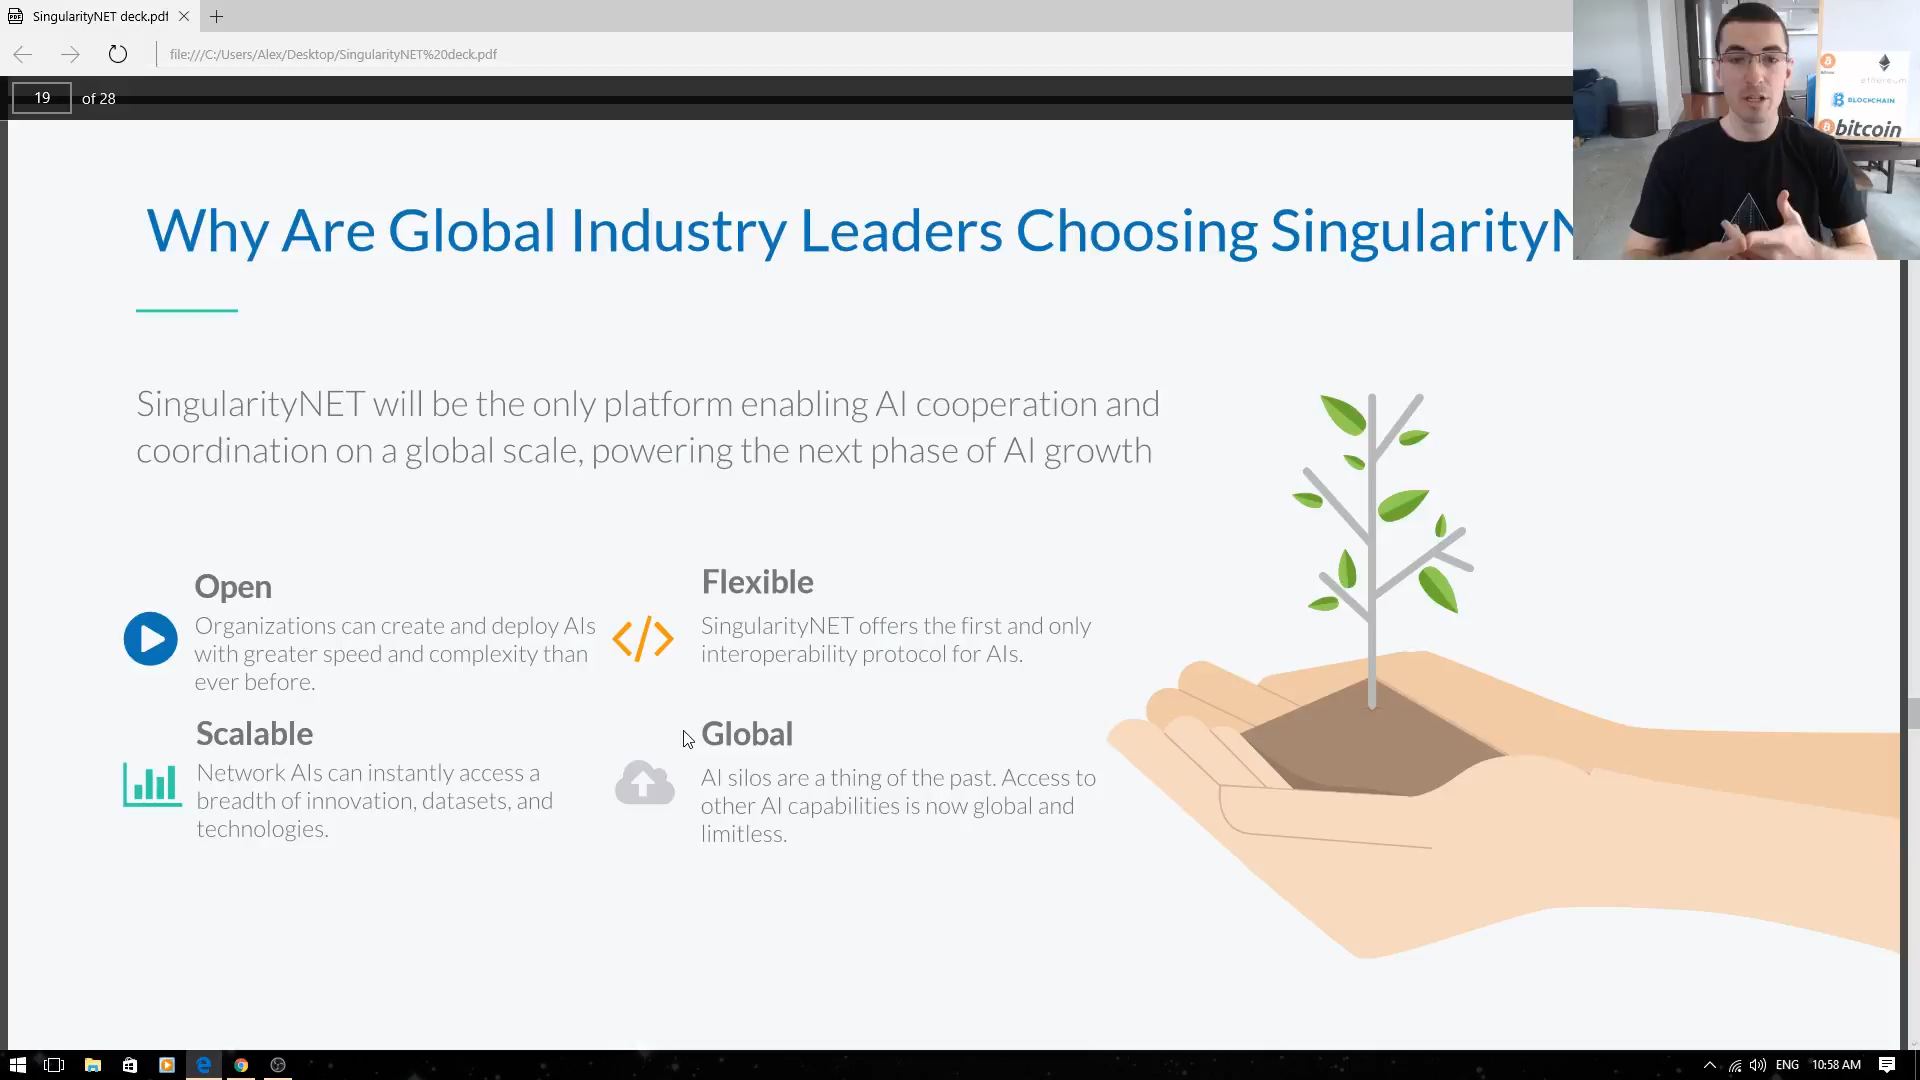 SingularityNET deck.pdf
file:///C:/Users/Alex/Desktop/SingularityNET%20deck.pdf
19 of 28
ethereum
BLOCKCHAIN
bitcoin
Why Are Global Industry Leaders Choosing SingularityN
SingularityNET will be the only platform enabling AI cooperation and
coordination on a global scale, powering the next phase of AI growth
Open
Organizations can create and deploy AIs
with greater speed and complexity than
ever before.
Flexible
SingularityNET offers the first and only
interoperability protocol for AIs.
Scalable
Network AIs can instantly access a
breadth of innovation, datasets, and
technologies.
Global
AI silos are a thing of the past. Access to
other AI capabilities is now global and
limitless.
ENG
10:58 AM